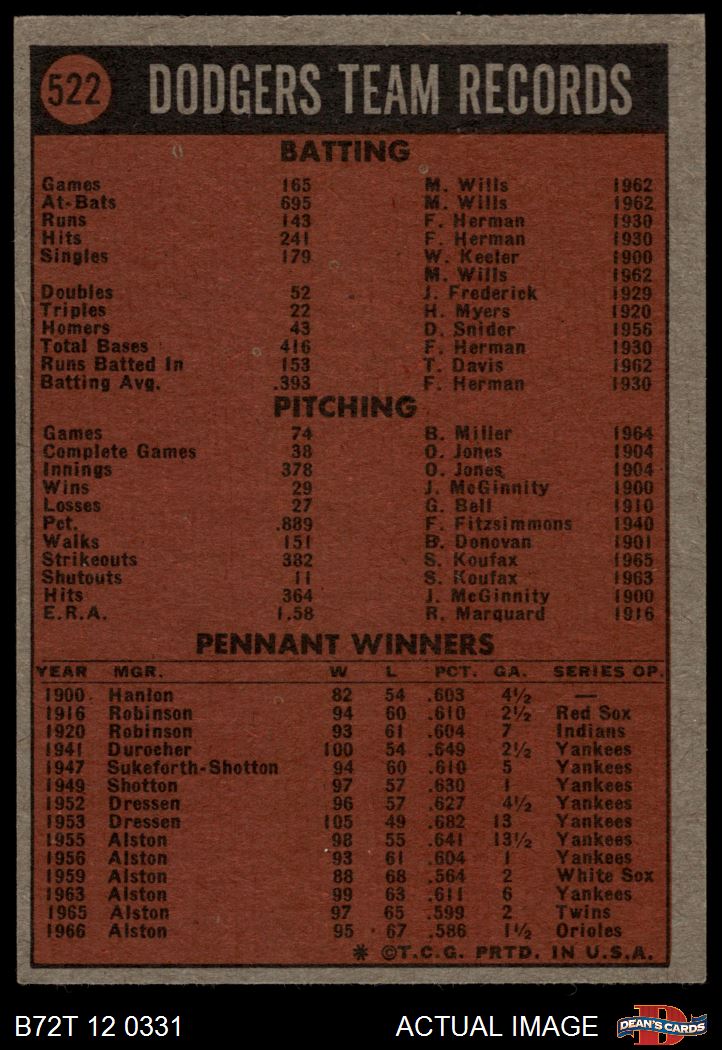 522 DODGERS TEAM RECORDS
BATTING
Games 165 M. Wills 1962
At-Bats 695 M. Wills 1962
Runs 143 F. Herman 1930
Hits 241 F. Herman 1930
Singles 179 W. Keeler 1900
M. Wills 1962
Doubles 52 J. Frederick 1929
Triples 22 H. Myers 1920
Homers 43 D. Snider 1956
Total Bases 416 F. Herman 1930
Runs Batted In 153 T. Davis 1962
Batting Avg. .393 F. Herman 1930
PITCHING
Games 74 B. Miller 1964
Complete Games 38 O. Jones 1904
Innings 378 O. Jones 1904
Wins 29 J. McGinnity 1900
Losses 27 G. Bell 1910
Pct. .889 F. Fitzsimmons 1940
Walks 151 B. Donovan 1901
Strikeouts 382 S. Koufax 1965
Shutouts 11 S. Koufax 1963
Hits 364 J. McGinnity 1900
E.R.A. 1.58 R. Marquard 1916
PENNANT WINNERS
YEAR MGR. W L PCT. GA. SERIES OP.
1900 Hanlon 82 54 .603 4½ —
1916 Robinson 94 60 .610 2½ Red Sox
1920 Robinson 93 61 .604 7 Indians
1941 Durocher 100 54 .649 2½ Yankees
1947 Sukeforth-Shotton 94 60 .610 5 Yankees
1949 Shotton 97 57 .630 1 Yankees
1952 Dressen 96 57 .627 4½ Yankees
1953 Dressen 105 49 .682 13 Yankees
1955 Alston 98 55 .641 13½ Yankees
1956 Alston 93 61 .604 1 Yankees
1959 Alston 88 68 .564 2 White Sox
1963 Alston 99 63 .611 6 Yankees
1965 Alston 97 65 .599 2 Twins
1966 Alston 95 67 .586 1½ Orioles
* ©T.C.G. PRTD. IN U.S.A.
B72T 12 0331 ACTUAL IMAGE D DEAN'S CARDS